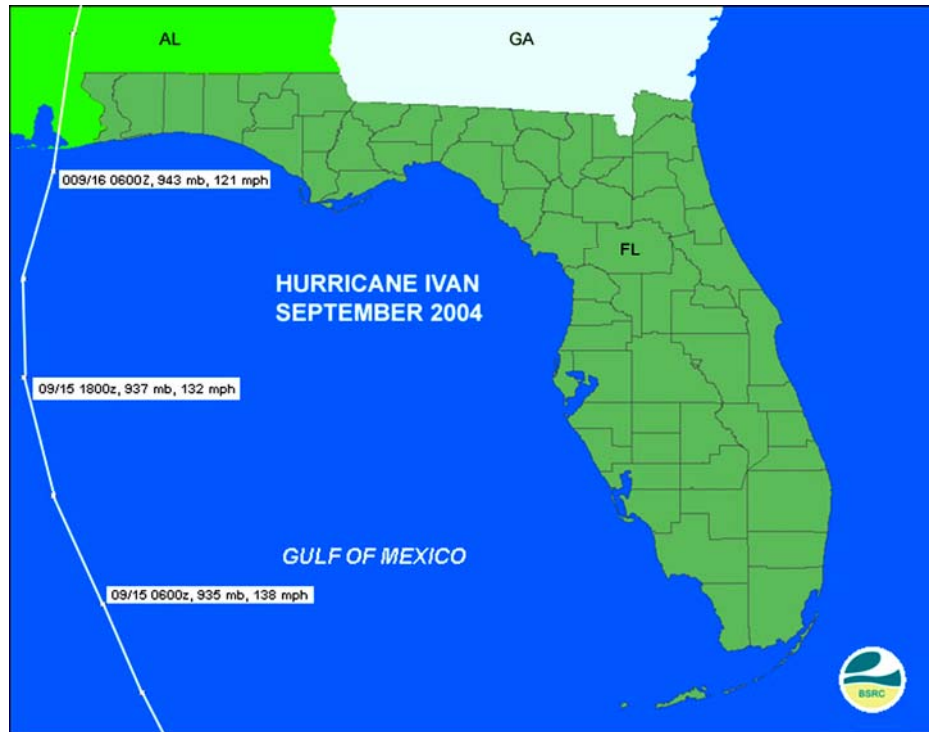 AL
GA
009/16 0600Z, 943 mb, 121 mph
FL
HURRICANE IVAN
SEPTEMBER 2004
09/15 1800z, 937 mb, 132 mph
GULF OF MEXICO
09/15 0600z, 935 mb, 138 mph
BSRC